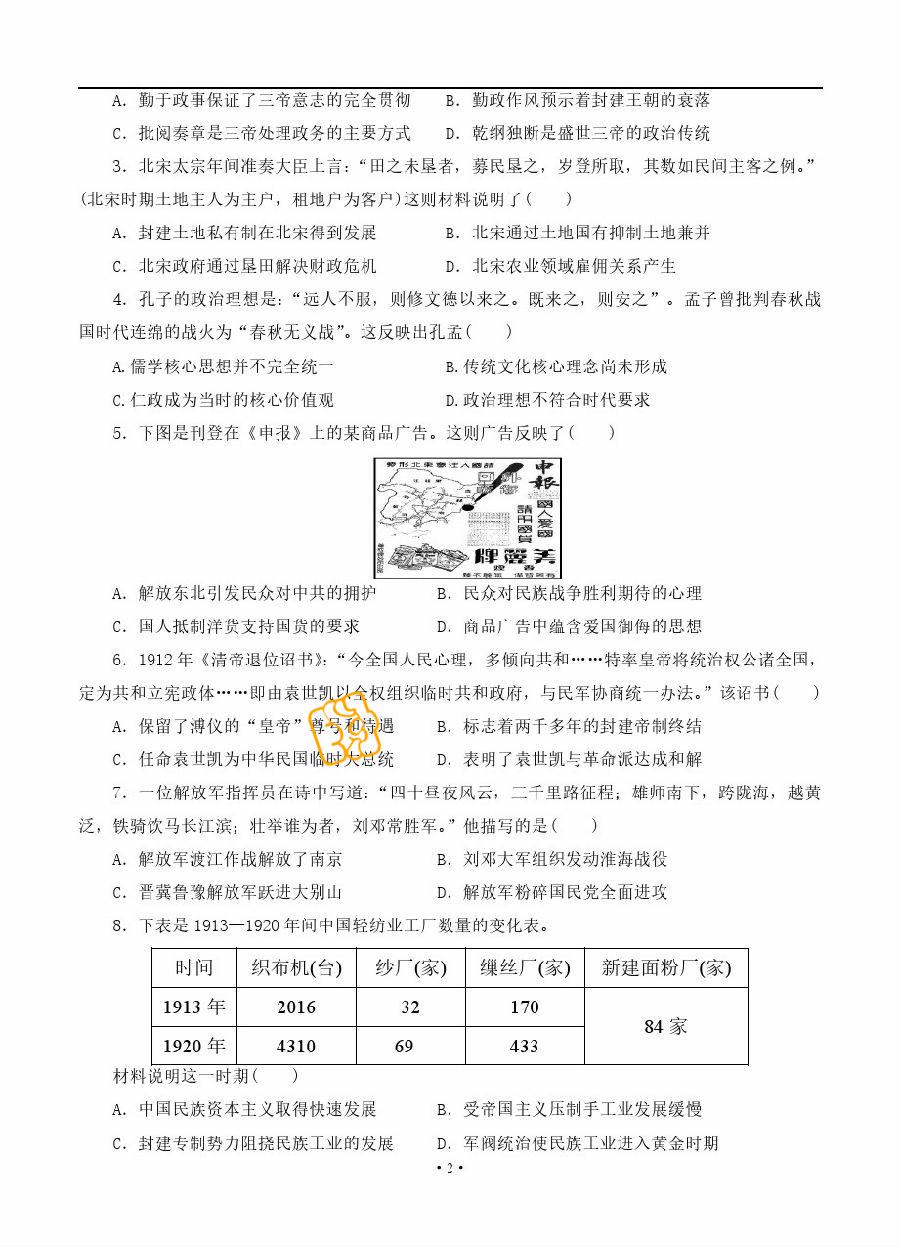 A．勤于政事保证了三帝意志的完全贯彻 B．勤政作风预示着封建王朝的衰落
C．批阅奏章是三帝处理政务的主要方式 D．乾纲独断是盛世三帝的政治传统
3．北宋太宗年间准奏大臣上言：“田之未垦者，募民垦之，岁登所取，其数如民间主客之例。”
(北宋时期土地主人为主户，租地户为客户)这则材料说明了( )
A．封建土地私有制在北宋得到发展 B．北宋通过土地国有抑制土地兼并
C．北宋政府通过垦田解决财政危机 D．北宋农业领域雇佣关系产生
4．孔子的政治理想是：“远人不服，则修文德以来之。既来之，则安之”。孟子曾批判春秋战
国时代连绵的战火为“春秋无义战”。这反映出孔孟( )
A.儒学核心思想并不完全统一 B.传统文化核心理念尚未形成
C.仁政成为当时的核心价值观 D.政治理想不符合时代要求
5．下图是刊登在《申报》上的某商品广告。这则广告反映了( )
勢形北東意注人國請
申報
國人愛國
請用國貨
牌麗美
煙香
A．解放东北引发民众对中共的拥护 B．民众对民族战争胜利期待的心理
C．国人抵制洋货支持国货的要求 D．商品广告中蕴含爱国御侮的思想
6．1912 年《清帝退位诏书》：“今全国人民心理，多倾向共和……特率皇帝将统治权公诸全国，
定为共和立宪政体……即由袁世凯以全权组织临时共和政府，与民军协商统一办法。”该诏书( )
A．保留了溥仪的“皇帝”尊号和待遇 B．标志着两千多年的封建帝制终结
C．任命袁世凯为中华民国临时大总统 D．表明了袁世凯与革命派达成和解
7．一位解放军指挥员在诗中写道：“四十昼夜风云，二千里路征程；雄师南下，跨陇海，越黄
泛，铁骑饮马长江滨；壮举谁为者，刘邓常胜军。”他描写的是( )
A．解放军渡江作战解放了南京 B．刘邓大军组织发动淮海战役
C．晋冀鲁豫解放军跃进大别山 D．解放军粉碎国民党全面进攻
8．下表是 1913—1920 年间中国轻纺业工厂数量的变化表。
时间 织布机(台) 纱厂(家) 缫丝厂(家) 新建面粉厂(家)
1913 年 2016 32 170 84 家
1920 年 4310 69 433
材料说明这一时期( )
A．中国民族资本主义取得快速发展 B．受帝国主义压制手工业发展缓慢
C．封建专制势力阻挠民族工业的发展 D．军阀统治使民族工业进入黄金时期
·2·